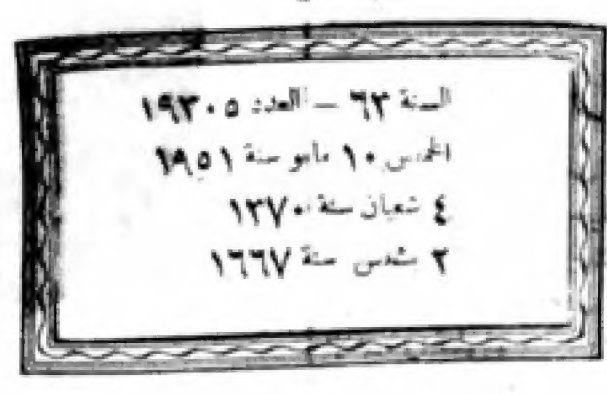 السنة ٦٣ — العدد ١٩٣٠٥
الخميس ١٠ مايو سنة ١٩٥١
٤ شعبان سنة ١٣٧٠
٢ بشنس سنة ١٦٦٧